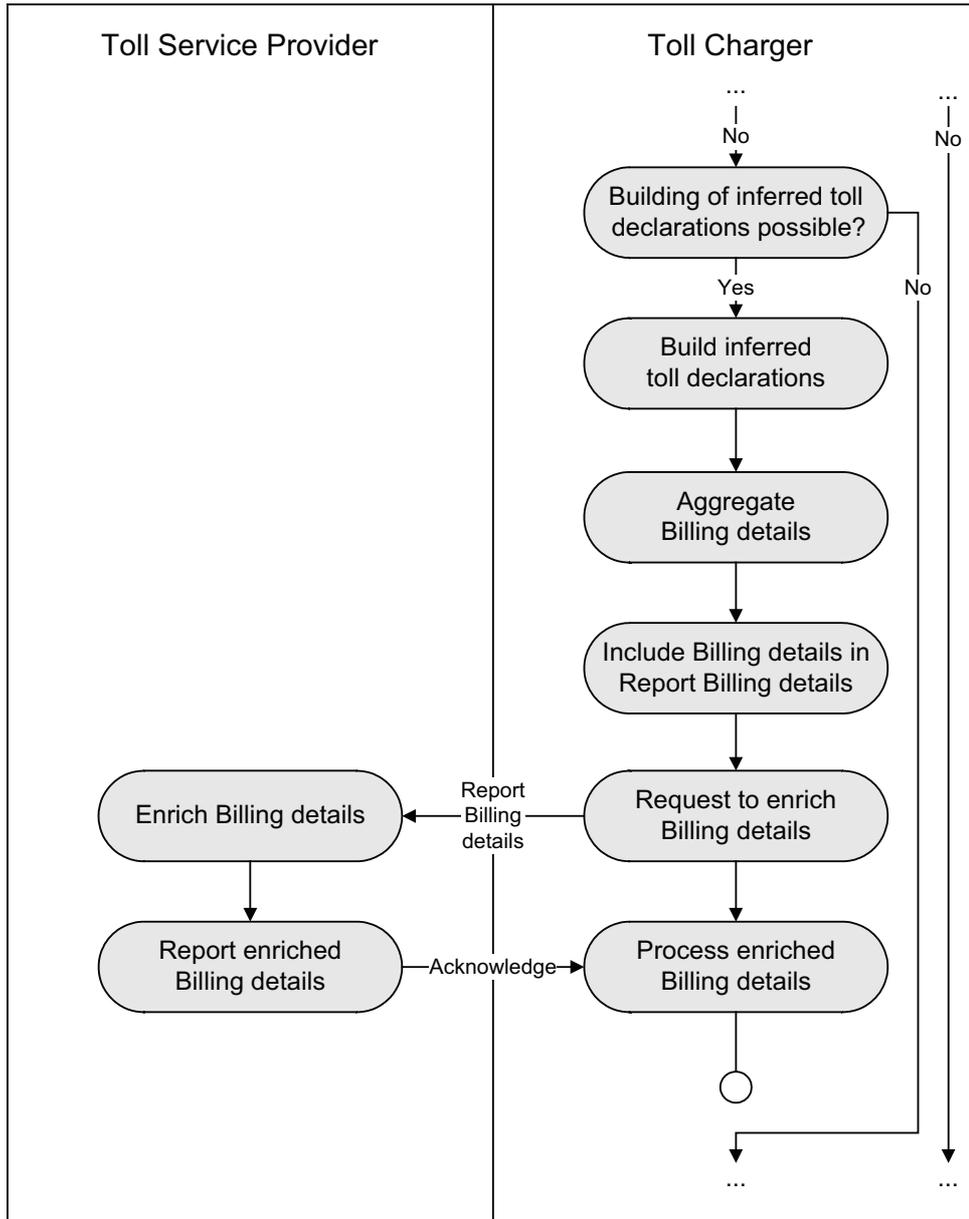 Toll Service Provider
Toll Charger
...
...
No
No
Building of inferred toll
declarations possible?
Yes
No
Build inferred
toll declarations
Aggregate
Billing details
Include Billing details in
Report Billing details
Enrich Billing details
Report
Billing
details
Request to enrich
Billing details
Report enriched
Billing details
Acknowledge
Process enriched
Billing details
...
...